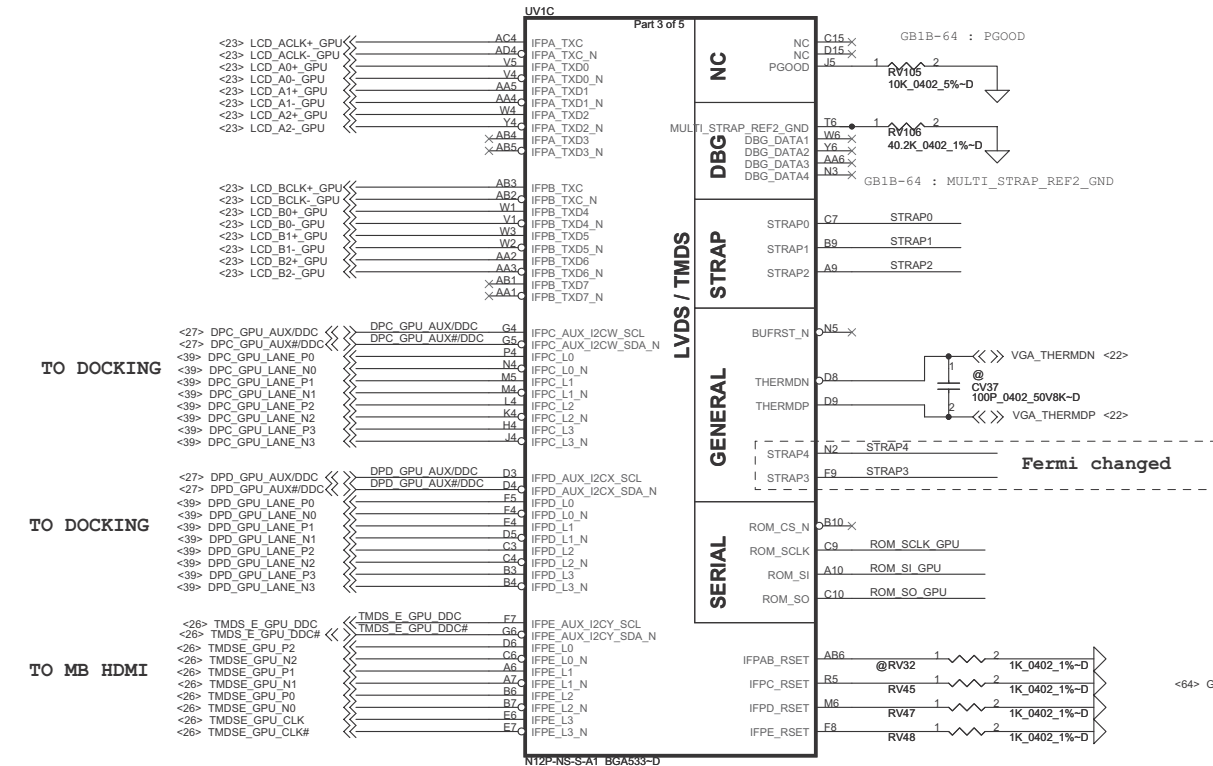 UV1C
Part 3 of 5
<23> LCD_ACLK+_GPU AC4 IFPA_TXC
<23> LCD_ACLK-_GPU AD4 IFPA_TXC_N
<23> LCD_A0+_GPU V5 IFPA_TXD0
<23> LCD_A0-_GPU V4 IFPA_TXD0_N
<23> LCD_A1+_GPU AA5 IFPA_TXD1
<23> LCD_A1-_GPU AA4 IFPA_TXD1_N
<23> LCD_A2+_GPU W4 IFPA_TXD2
<23> LCD_A2-_GPU Y4 IFPA_TXD2_N
AB4 IFPA_TXD3
AB5 IFPA_TXD3_N
<23> LCD_BCLK+_GPU AB3 IFPB_TXC
<23> LCD_BCLK-_GPU AB2 IFPB_TXC_N
<23> LCD_B0+_GPU W1 IFPB_TXD4
<23> LCD_B0-_GPU V1 IFPB_TXD4_N
<23> LCD_B1+_GPU W3 IFPB_TXD5
<23> LCD_B1-_GPU W2 IFPB_TXD5_N
<23> LCD_B2+_GPU AA2 IFPB_TXD6
<23> LCD_B2-_GPU AA3 IFPB_TXD6_N
AB1 IFPB_TXD7
AA1 IFPB_TXD7_N
TO DOCKING
<27> DPC_GPU_AUX/DDC DPC_GPU_AUX/DDC G4 IFPC_AUX_I2CW_SCL
<27> DPC_GPU_AUX#/DDC DPC_GPU_AUX#/DDC G5 IFPC_AUX_I2CW_SDA_N
<39> DPC_GPU_LANE_P0 P4 IFPC_L0
<39> DPC_GPU_LANE_N0 N4 IFPC_L0_N
<39> DPC_GPU_LANE_P1 M5 IFPC_L1
<39> DPC_GPU_LANE_N1 M4 IFPC_L1_N
<39> DPC_GPU_LANE_P2 L4 IFPC_L2
<39> DPC_GPU_LANE_N2 K4 IFPC_L2_N
<39> DPC_GPU_LANE_P3 H4 IFPC_L3
<39> DPC_GPU_LANE_N3 J4 IFPC_L3_N
TO DOCKING
<27> DPD_GPU_AUX/DDC DPD_GPU_AUX/DDC D3 IFPD_AUX_I2CX_SCL
<27> DPD_GPU_AUX#/DDC DPD_GPU_AUX#/DDC D4 IFPD_AUX_I2CX_SDA_N
<39> DPD_GPU_LANE_P0 F5 IFPD_L0
<39> DPD_GPU_LANE_N0 F4 IFPD_L0_N
<39> DPD_GPU_LANE_P1 E4 IFPD_L1
<39> DPD_GPU_LANE_N1 D5 IFPD_L1_N
<39> DPD_GPU_LANE_P2 C3 IFPD_L2
<39> DPD_GPU_LANE_N2 C4 IFPD_L2_N
<39> DPD_GPU_LANE_P3 B3 IFPD_L3
<39> DPD_GPU_LANE_N3 B4 IFPD_L3_N
TO MB HDMI
<26> TMDS_E_GPU_DDC TMDS_E_GPU_DDC F7 IFPE_AUX_I2CY_SCL
<26> TMDS_E_GPU_DDC# TMDS_E_GPU_DDC# G6 IFPE_AUX_I2CY_SDA_N
<26> TMDSE_GPU_P2 D6 IFPE_L0
<26> TMDSE_GPU_N2 C6 IFPE_L0_N
<26> TMDSE_GPU_P1 A6 IFPE_L1
<26> TMDSE_GPU_N1 A7 IFPE_L1_N
<26> TMDSE_GPU_P0 B6 IFPE_L2
<26> TMDSE_GPU_N0 B7 IFPE_L2_N
<26> TMDSE_GPU_CLK E6 IFPE_L3
<26> TMDSE_GPU_CLK# E7 IFPE_L3_N
LVDS / TMDS
NC
NC C15
NC D15
PGOOD J5 1 2
RV105
10K_0402_5%~D
GB1B-64 : PGOOD
DBG
MULTI_STRAP_REF2_GND T6 1 2
RV106
40.2K_0402_1%~D
DBG_DATA1 W6
DBG_DATA2 Y6
DBG_DATA3 AA6
DBG_DATA4 N3
GB1B-64 : MULTI_STRAP_REF2_GND
STRAP
STRAP0 C7 STRAP0
STRAP1 B9 STRAP1
STRAP2 A9 STRAP2
GENERAL
BUFRST_N N5
THERMDN D8
VGA_THERMDN <22>
1
@
CV37
100P_0402_50V8K~D
2
THERMDP D9
VGA_THERMDP <22>
STRAP4 N2 STRAP4
STRAP3 F9 STRAP3
Fermi changed
SERIAL
ROM_CS_N B10
ROM_SCLK C9 ROM_SCLK_GPU
ROM_SI A10 ROM_SI_GPU
ROM_SO C10 ROM_SO_GPU
IFPAB_RSET AB6 @RV32 1 2 1K_0402_1%~D
IFPC_RSET R5 RV45 1 2 1K_0402_1%~D
IFPD_RSET M6 RV47 1 2 1K_0402_1%~D
IFPE_RSET F8 RV48 1 2 1K_0402_1%~D
<64> G
N12P-NS-S-A1_BGA533~D